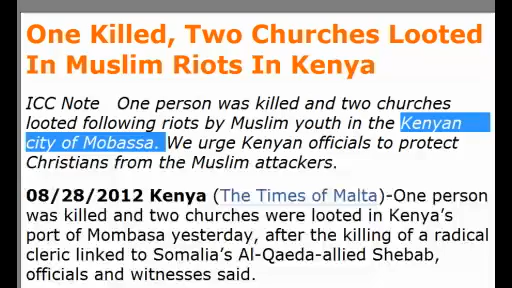 One Killed, Two Churches Looted
In Muslim Riots In Kenya
ICC Note One person was killed and two churches
looted following riots by Muslim youth in the Kenyan
city of Mobassa. We urge Kenyan officials to protect
Christians from the Muslim attackers.
08/28/2012 Kenya (The Times of Malta)-One person
was killed and two churches were looted in Kenya's
port of Mombasa yesterday, after the killing of a radical
cleric linked to Somalia's Al-Qaeda-allied Shebab,
officials and witnesses said.